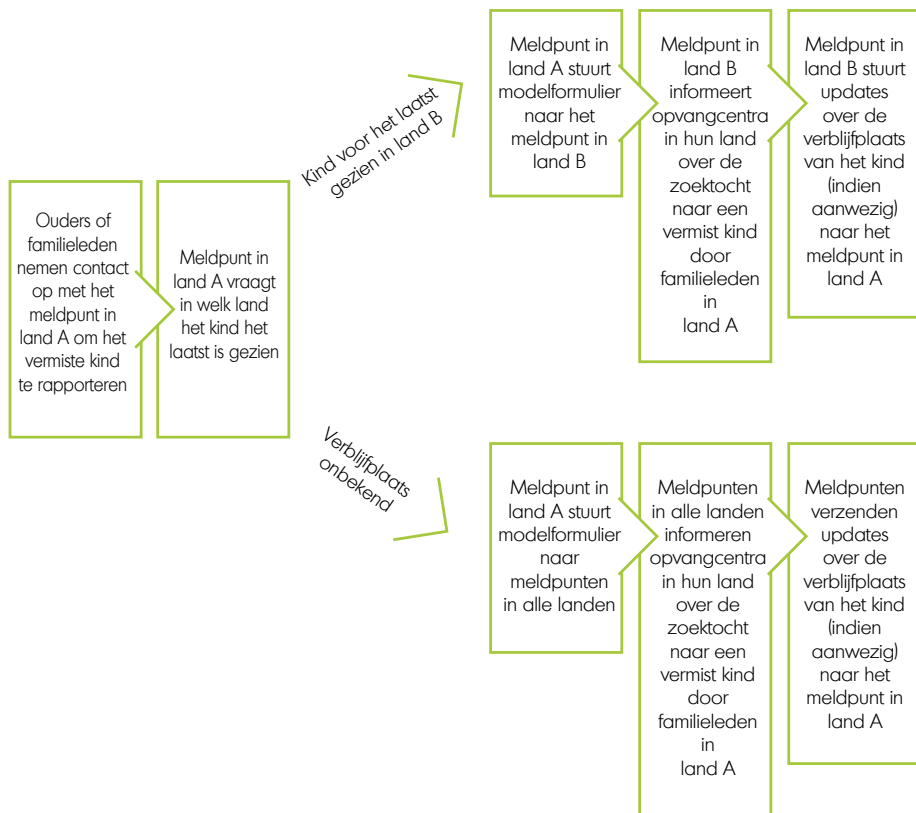 Ouders of
familieleden
nemen contact
op met het
meldpunt in
land A om het
vermiste kind
te rapporteren
Meldpunt in
land A vraagt
in welk land
het kind het
laatst is gezien
Kind voor het laatst
gezien in land B
Meldpunt in
land A stuurt
modelformulier
naar het
meldpunt in
land B
Meldpunt in
land B
informeert
opvangcentra
in hun land
over de
zoektocht
naar een
vermist kind
door
familieleden
in
land A
Meldpunt in
land B stuurt
updates
over de
verblijfplaats
van het kind
(indien
aanwezig)
naar het
meldpunt in
land A
Verblijfplaats
onbekend
Meldpunt in
land A stuurt
modelformulier
naar
meldpunten
in alle landen
Meldpunten
in alle landen
informeren
opvangcentra
in hun land
over de
zoektocht
naar een
vermist kind
door
familieleden
in
land A
Meldpunten
verzenden
updates
over de
verblijfplaats
van het kind
(indien
aanwezig)
naar het
meldpunt in
land A